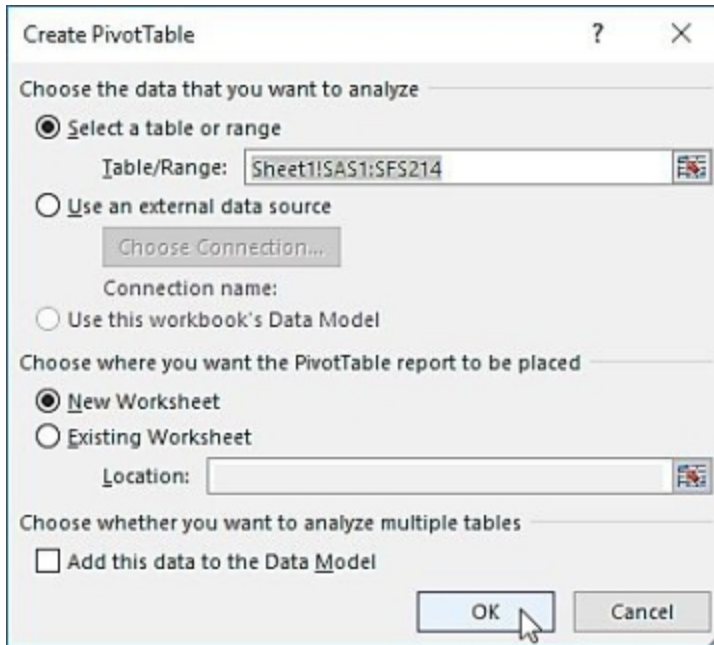 Create PivotTable ? ×
Choose the data that you want to analyze
Select a table or range
Table/Range: Sheet1!$A$1:$F$214
Use an external data source
Choose Connection...
Connection name:
Use this workbook's Data Model
Choose where you want the PivotTable report to be placed
New Worksheet
Existing Worksheet
Location:
Choose whether you want to analyze multiple tables
Add this data to the Data Model
OK Cancel